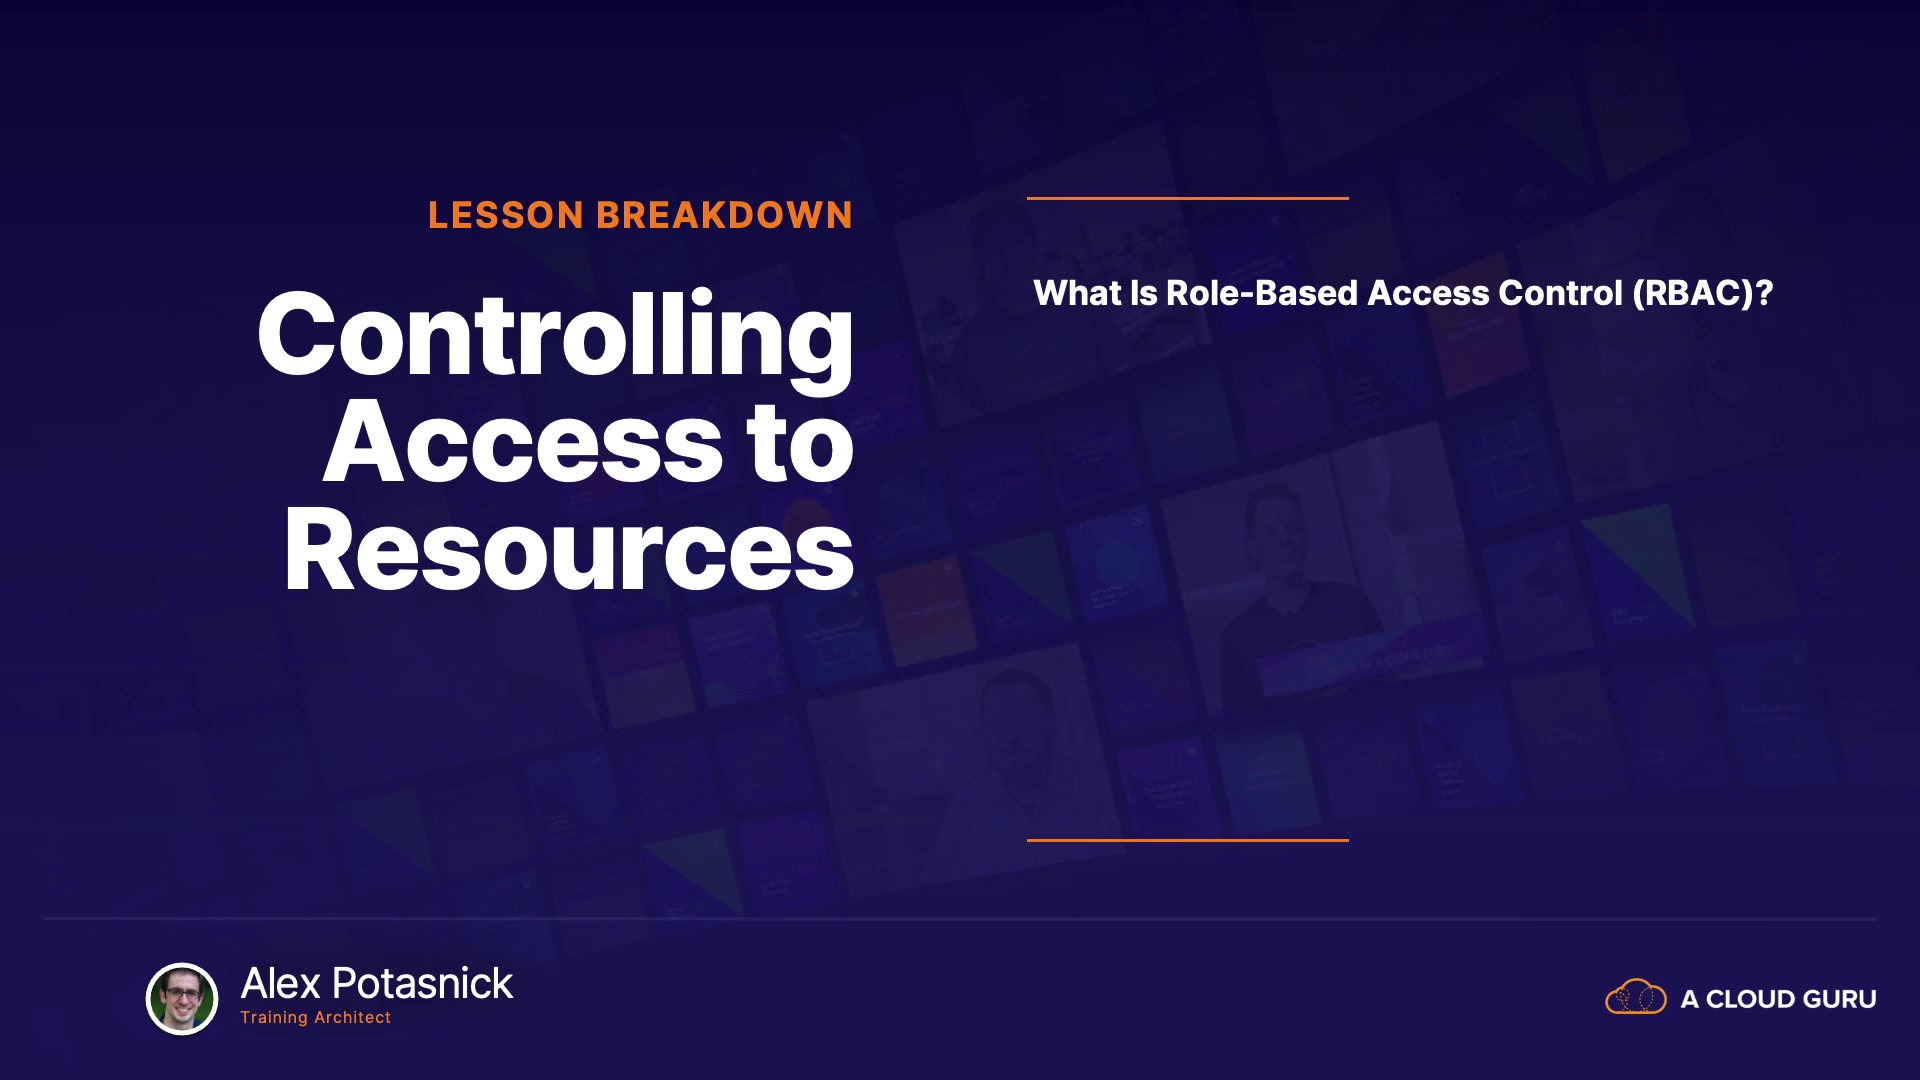 LESSON BREAKDOWN
Controlling
Access to
Resources
What Is Role-Based Access Control (RBAC)?
Alex Potasnick
Training Architect
A CLOUD GURU